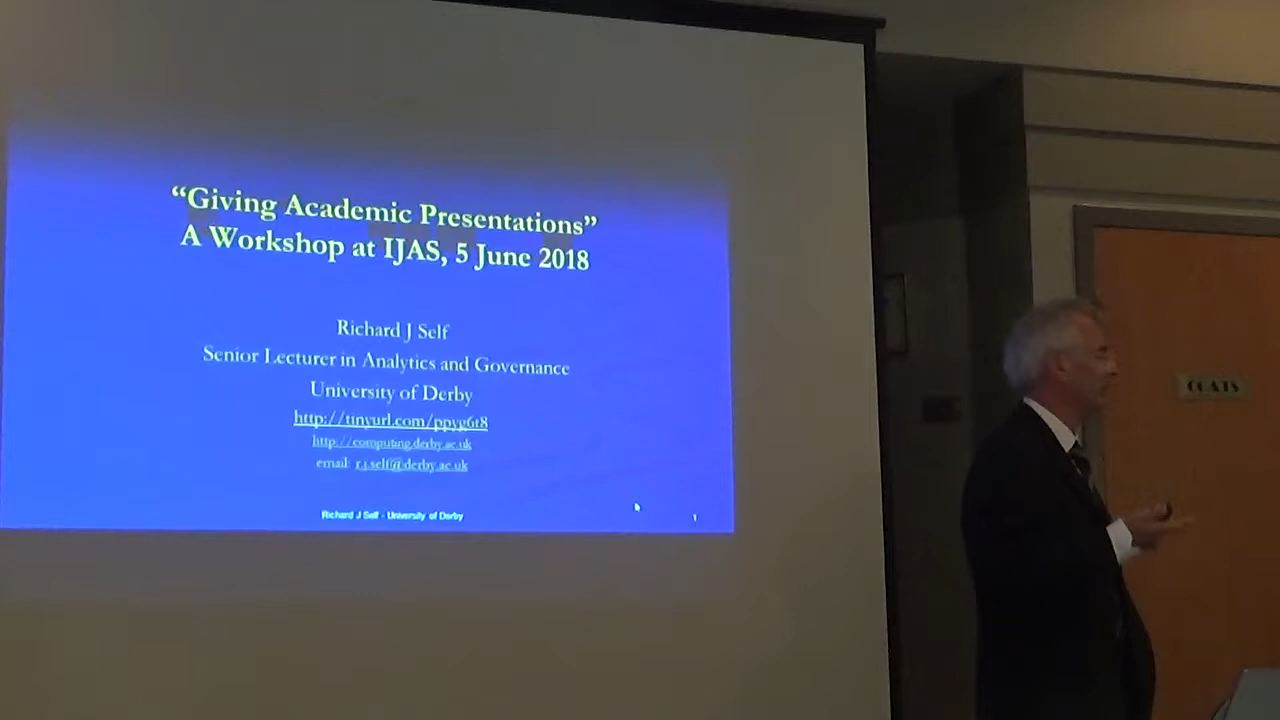 “Giving Academic Presentations”
A Workshop at IJAS, 5 June 2018
Richard J Self
Senior Lecturer in Analytics and Governance
University of Derby
http://tinyurl.com/ppyg6t8
http://computing.derby.ac.uk
email: r.j.self@derby.ac.uk
Richard J Self - University of Derby
1
COATS